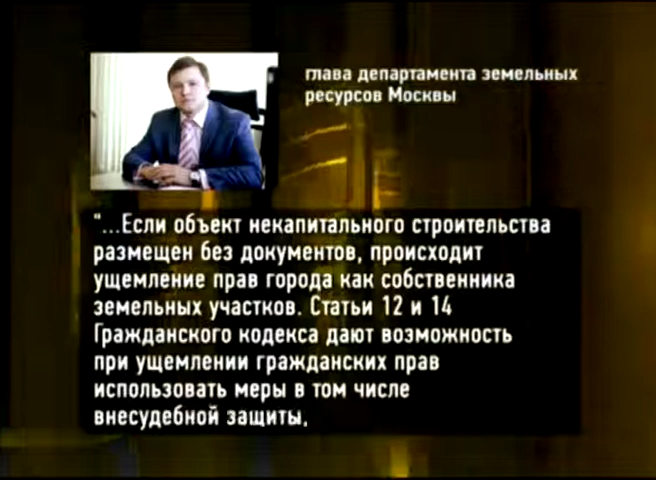 глава департамента земельных
ресурсов Москвы
"...Если объект некапитального строительства
размещен без документов, происходит
ущемление прав города как собственника
земельных участков. Статьи 12 и 14
Гражданского кодекса дают возможность
при ущемлении гражданских прав
использовать меры в том числе
внесудебной защиты,